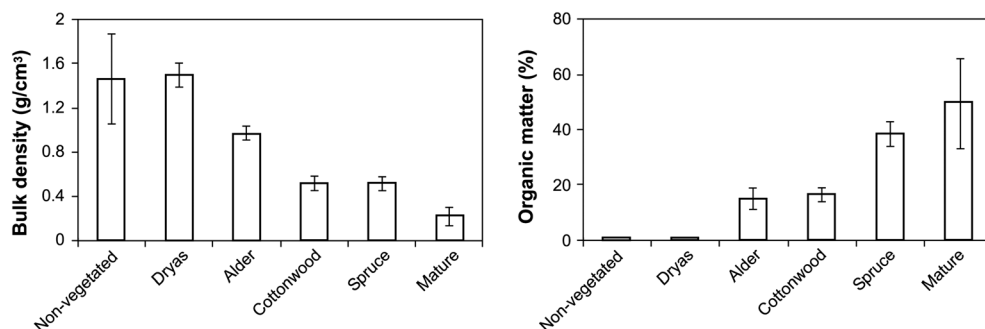 Bulk density (g/cm³)
2
1.6
1.2
0.8
0.4
0
Non-vegetated
Dryas
Alder
Cottonwood
Spruce
Mature
Organic matter (%)
80
60
40
20
0
Non-vegetated
Dryas
Alder
Cottonwood
Spruce
Mature